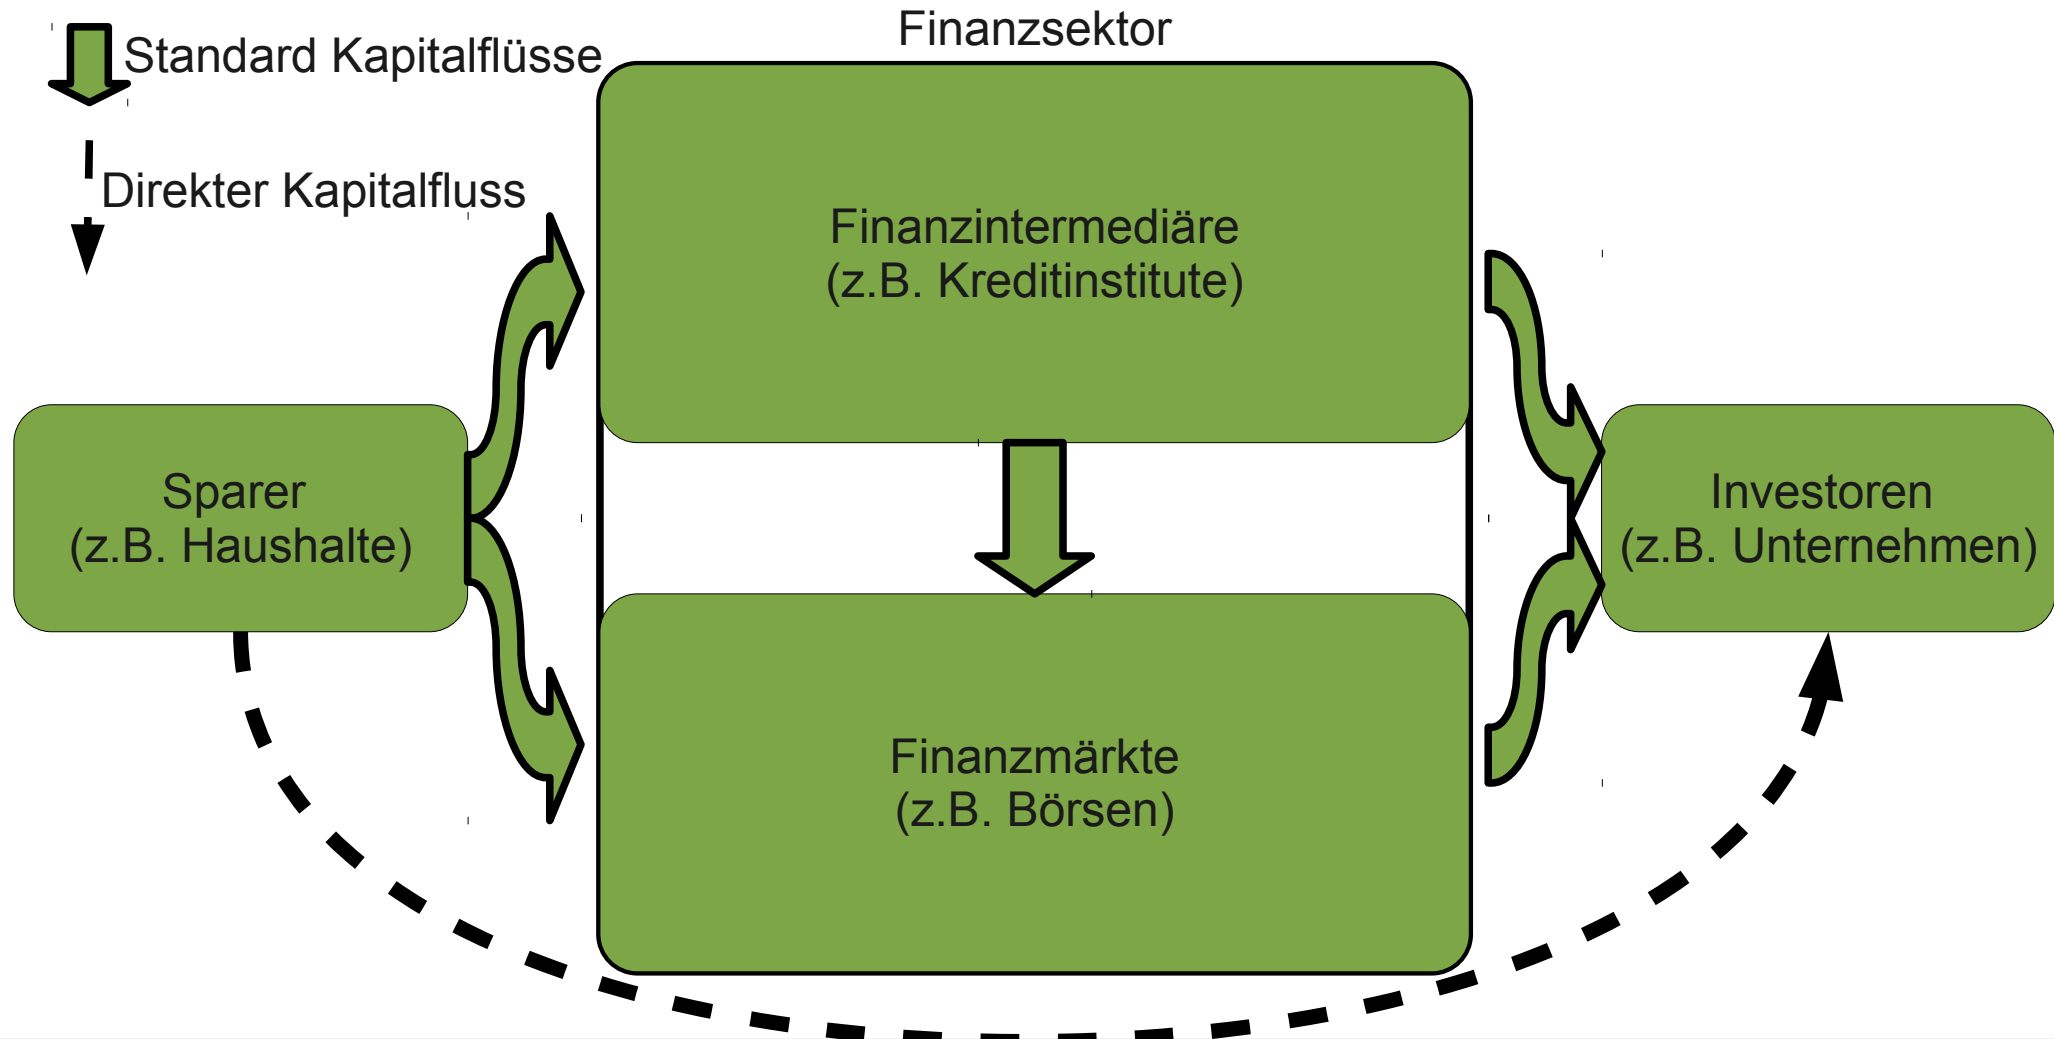 Finanzsektor
Standard Kapitalflüsse
Direkter Kapitalfluss
Finanzintermediäre
(z.B. Kreditinstitute)
Sparer
(z.B. Haushalte)
Investoren
(z.B. Unternehmen)
Finanzmärkte
(z.B. Börsen)